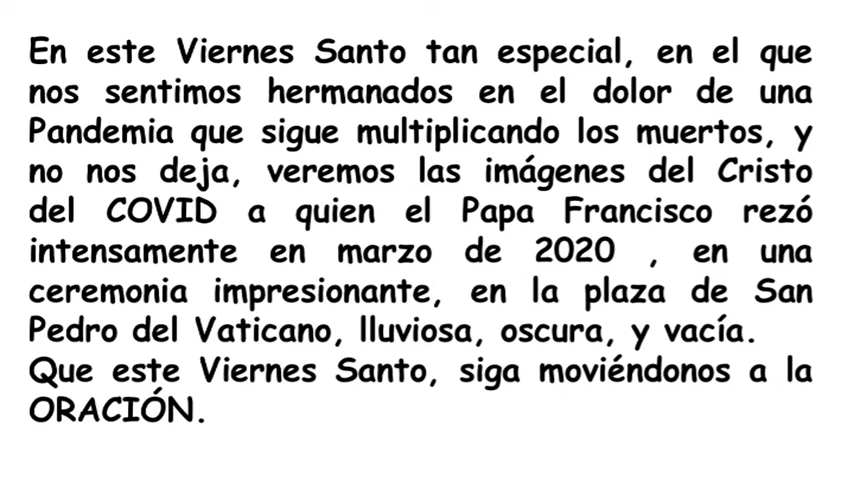 En este Viernes Santo tan especial, en el que
nos sentimos hermanados en el dolor de una
Pandemia que sigue multiplicando los muertos, y
no nos deja, veremos las imágenes del Cristo
del COVID a quien el Papa Francisco rezó
intensamente en marzo de 2020 , en una
ceremonia impresionante, en la plaza de San
Pedro del Vaticano, lluviosa, oscura, y vacía.
Que este Viernes Santo, siga moviéndonos a la
ORACIÓN.